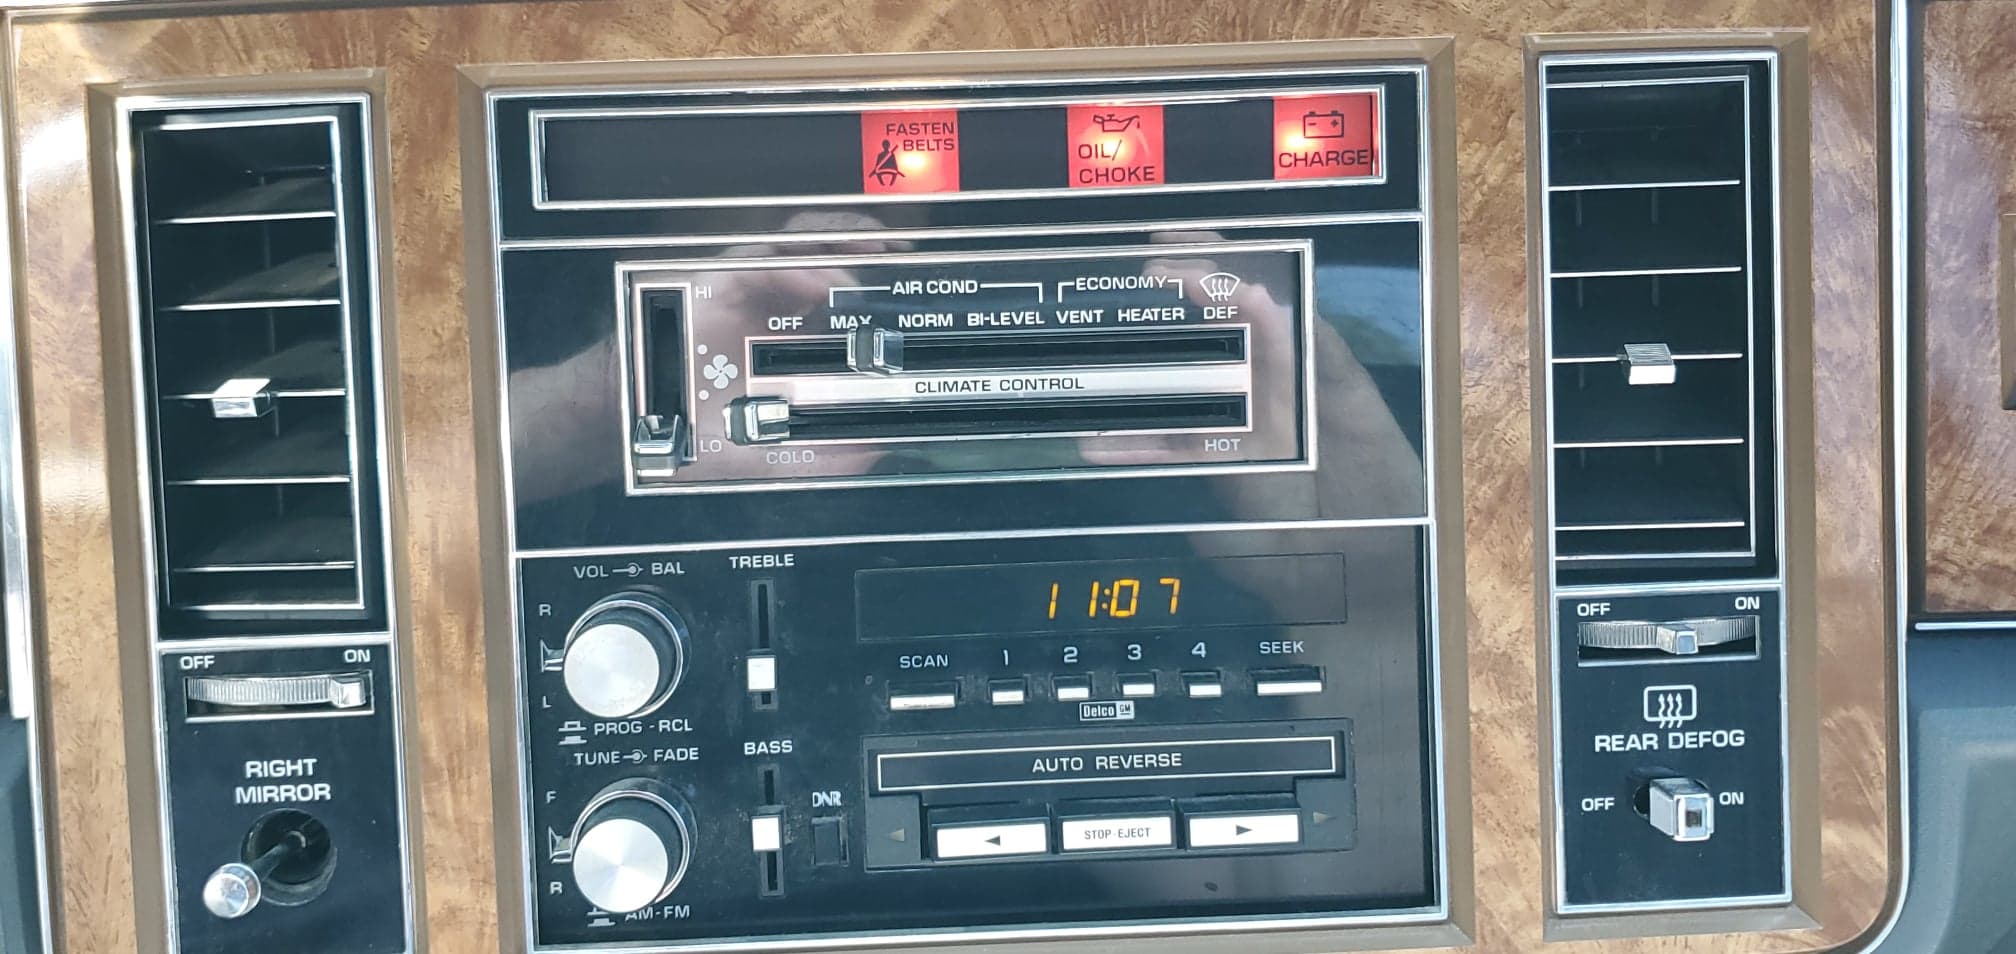 FASTEN
BELTS
OIL/
CHOKE
CHARGE
HI
AIR COND
ECONOMY
OFF MAX NORM BI-LEVEL VENT HEATER DEF
CLIMATE CONTROL
LO
COLD
HOT
VOL BAL
TREBLE
R
L
11:07
SCAN 1 2 3 4 SEEK
Delco GM
PROG - RCL
TUNE FADE
BASS
F
R
DNR
AM-FM
AUTO REVERSE
STOP-EJECT
OFF ON
RIGHT
MIRROR
OFF ON
REAR DEFOG
OFF ON